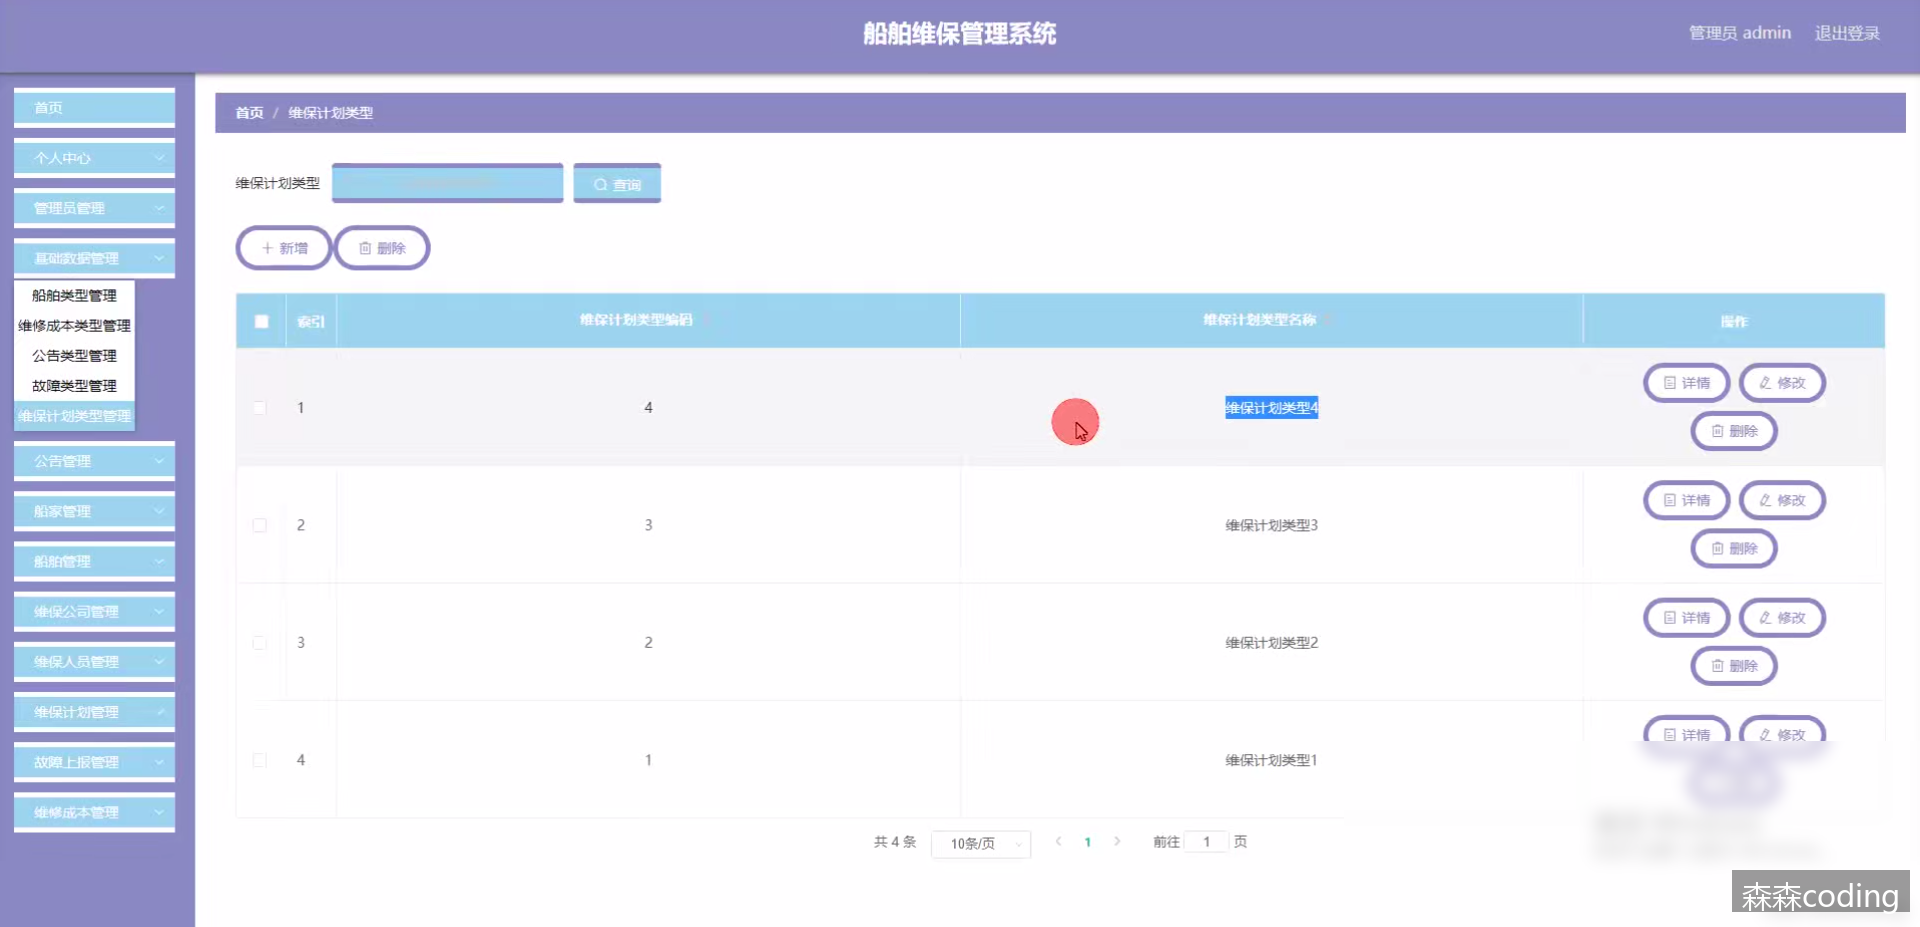 船舶维保管理系统
管理员 admin
退出登录
首页
个人中心
管理员管理
基础数据管理
船舶类型管理
维修成本类型管理
公告类型管理
故障类型管理
维保计划类型管理
公告管理
船家管理
船舶管理
维保公司管理
维保人员管理
维保计划管理
故障上报管理
维修成本管理
首页 / 维保计划类型
维保计划类型
查询
新增
删除
索引 维保计划类型编码 维保计划类型名称 操作
1 4 维保计划类型4 详情 修改
删除
2 3 维保计划类型3 详情 修改
删除
3 2 维保计划类型2 详情 修改
删除
4 1 维保计划类型1 详情 修改
共 4 条 10条/页 1 前往 1 页
森森coding